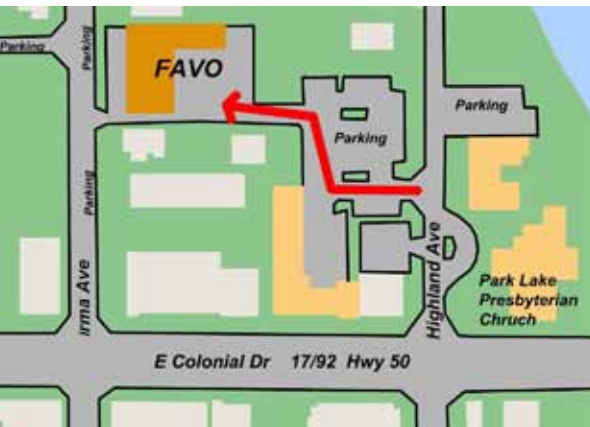 Parking
Parking
FAVO
Parking
Parking
Parking
Irma Ave
Highland Ave
Park Lake
Presbyterian
Chruch
E Colonial Dr 17/92 Hwy 50